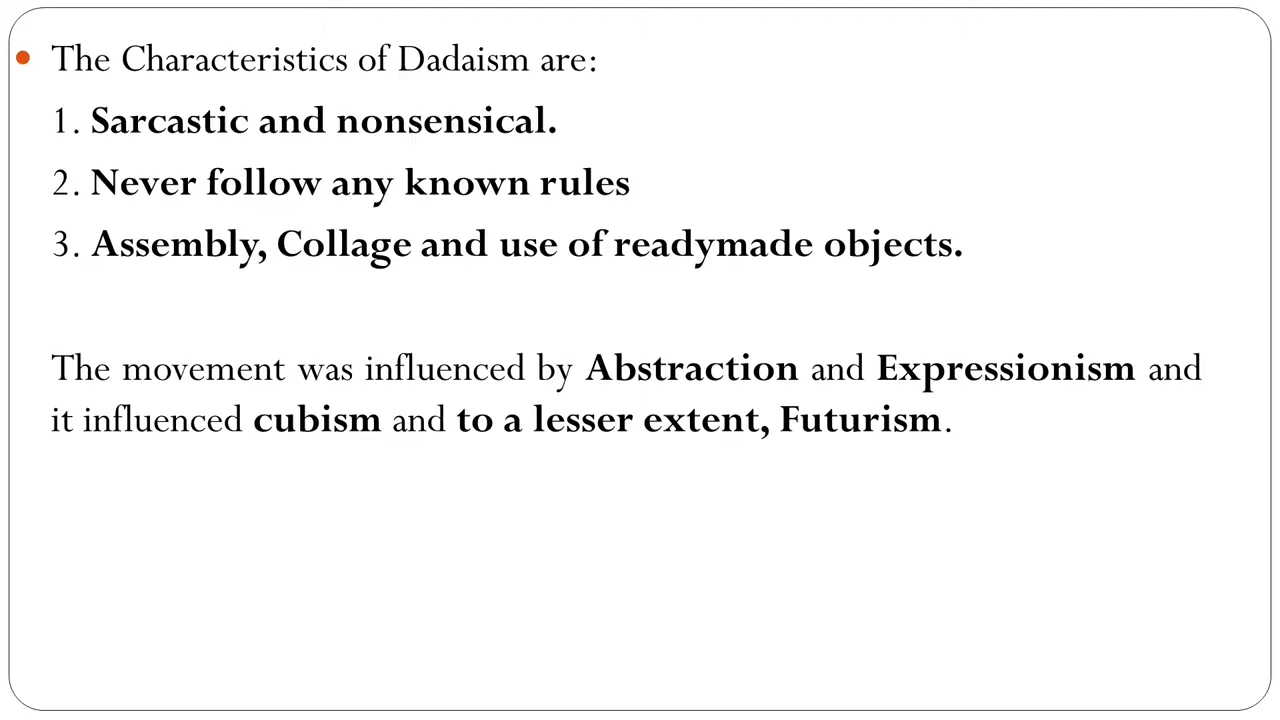 • The Characteristics of Dadaism are:
1. Sarcastic and nonsensical.
2. Never follow any known rules
3. Assembly, Collage and use of readymade objects.
The movement was influenced by Abstraction and Expressionism and
it influenced cubism and to a lesser extent, Futurism.